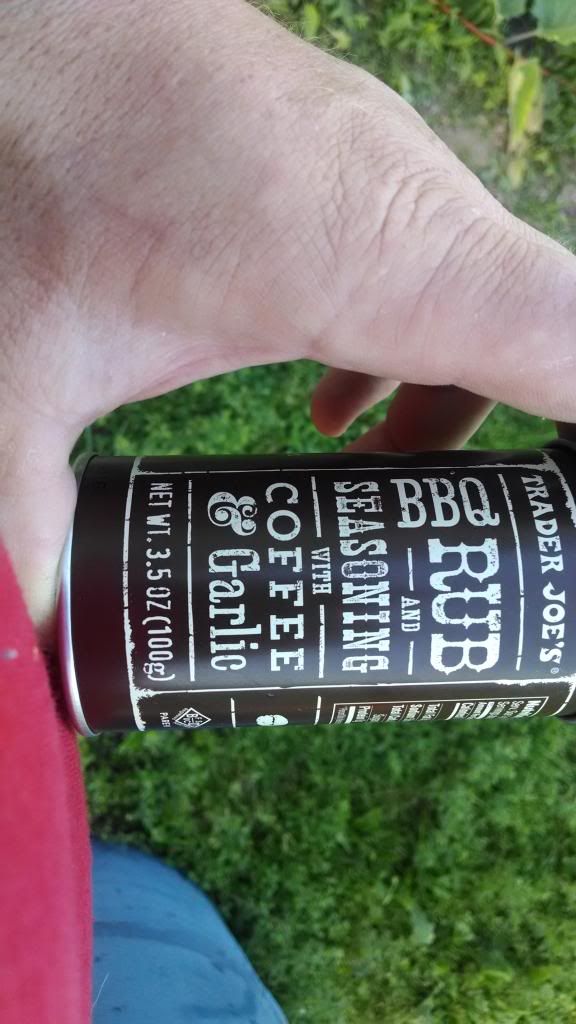 TRADER JOE'S®
BBQ RUB
AND
SEASONING
WITH
COFFEE
& Garlic
NET WT. 3.5 OZ (100g)